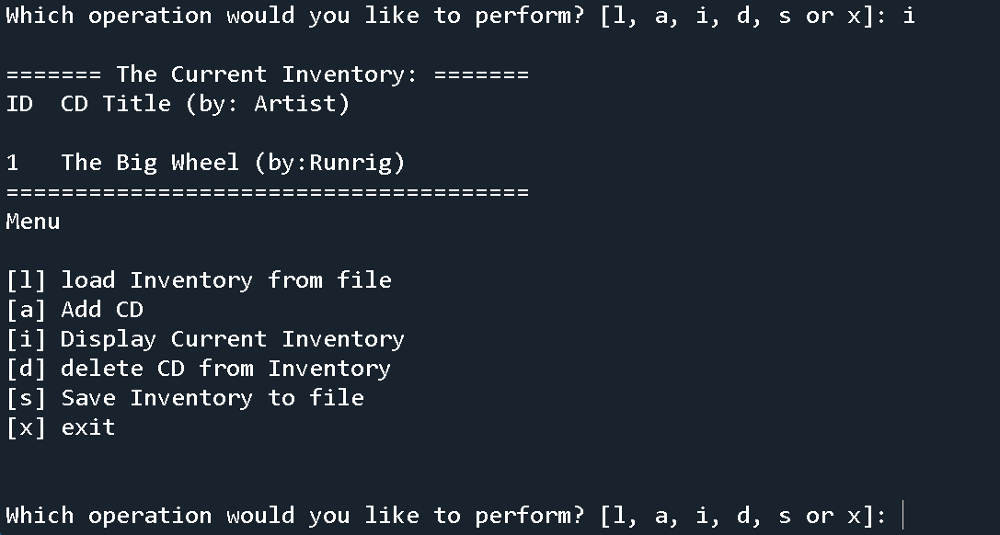 Which operation would you like to perform? [l, a, i, d, s or x]: i
======= The Current Inventory: =======
ID  CD Title (by: Artist)
1   The Big Wheel (by:Runrig)
======================================
Menu
[l] load Inventory from file
[a] Add CD
[i] Display Current Inventory
[d] delete CD from Inventory
[s] Save Inventory to file
[x] exit
Which operation would you like to perform? [l, a, i, d, s or x]: